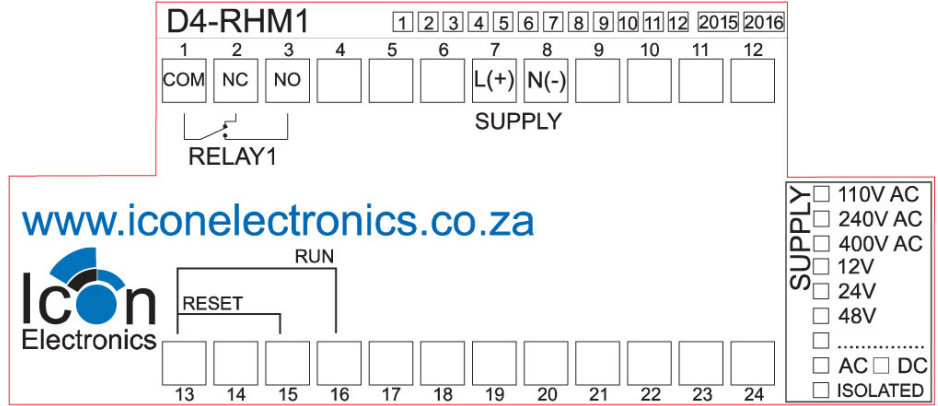 D4-RHM1 1 2 3 4 5 6 7 8 9 10 11 12 2015 2016
1 2 3 4 5 6 7 8 9 10 11 12
COM NC NO L(+) N(-)
SUPPLY
RELAY1
www.iconelectronics.co.za
RUN
RESET
Icon
Electronics
13 14 15 16 17 18 19 20 21 22 23 24
SUPPLY
110V AC
240V AC
400V AC
12V
24V
48V
...............
AC DC
ISOLATED